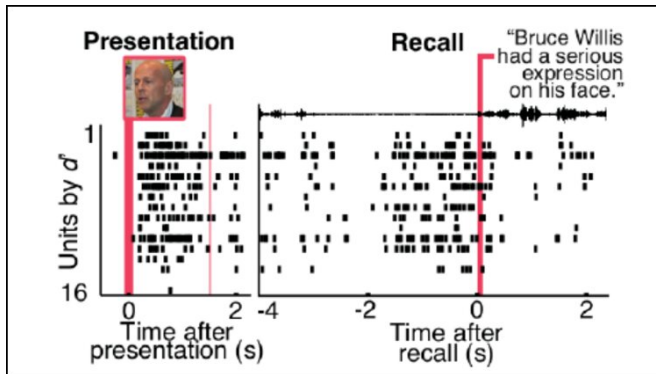 Presentation
Recall
“Bruce Willis
had a serious
expression
on his face.”
Units by d'
1
16
0
2
Time after
presentation (s)
-4
-2
0
2
Time after
recall (s)